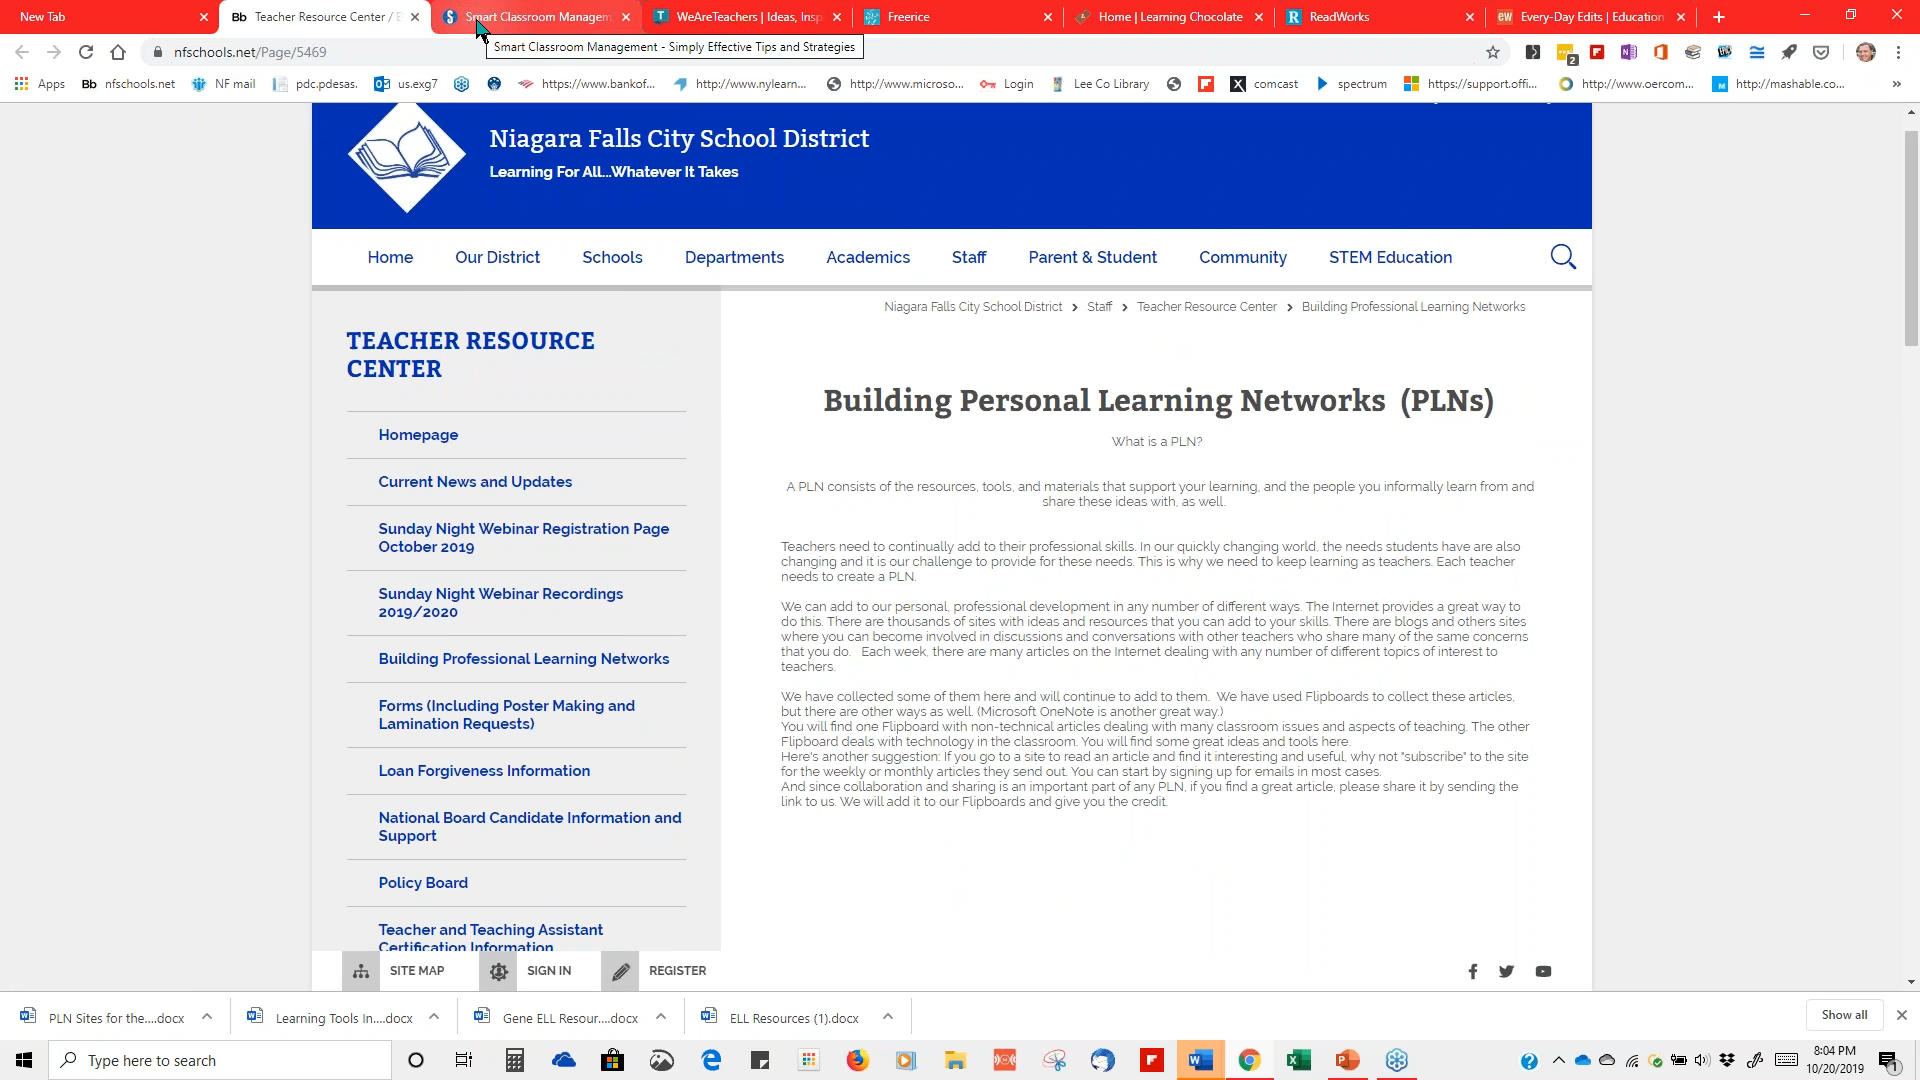 New Tab
Teacher Resource Center /
Smart Classroom Managem
WeAreTeachers | Ideas, Insp
Freerice
Home | Learning Chocolate
ReadWorks
Every-Day Edits | Education
nfschools.net/Page/5469
Smart Classroom Management - Simply Effective Tips and Strategies
Apps
nfschools.net
NF mail
pdc.pdesas.
us.exg7
https://www.bankof...
http://www.nylearn...
http://www.microso...
Login
Lee Co Library
comcast
spectrum
https://support.offi...
http://www.oercom...
http://mashable.co...
Niagara Falls City School District
Learning For All...Whatever It Takes
Home
Our District
Schools
Departments
Academics
Staff
Parent & Student
Community
STEM Education
Niagara Falls City School District > Staff > Teacher Resource Center > Building Professional Learning Networks
TEACHER RESOURCE
CENTER
Homepage
Current News and Updates
Sunday Night Webinar Registration Page
October 2019
Sunday Night Webinar Recordings
2019/2020
Building Professional Learning Networks
Forms (Including Poster Making and
Lamination Requests)
Loan Forgiveness Information
National Board Candidate Information and
Support
Policy Board
Teacher and Teaching Assistant
Certification Information
Building Personal Learning Networks (PLNs)
What is a PLN?
A PLN consists of the resources, tools, and materials that support your learning, and the people you informally learn from and
share these ideas with, as well.
Teachers need to continually add to their professional skills. In our quickly changing world, the needs students have are also
changing and it is our challenge to provide for these needs. This is why we need to keep learning as teachers. Each teacher
needs to create a PLN.
We can add to our personal, professional development in any number of different ways. The Internet provides a great way to
do this. There are thousands of sites with ideas and resources that you can add to your skills. There are blogs and others sites
where you can become involved in discussions and conversations with other teachers who share many of the same concerns
that you do. Each week, there are many articles on the Internet dealing with any number of different topics of interest to
teachers.
We have collected some of them here and will continue to add to them. We have used Flipboards to collect these articles,
but there are other ways as well. (Microsoft OneNote is another great way.)
You will find one Flipboard with non-technical articles dealing with many classroom issues and aspects of teaching. The other
Flipboard deals with technology in the classroom. You will find some great ideas and tools here.
Here's another suggestion: If you go to a site to read an article and find it interesting and useful, why not "subscribe" to the site
for the weekly or monthly articles they send out. You can start by signing up for emails in most cases.
And since collaboration and sharing is an important part of any PLN, if you find a great article, please share it by sending the
link to us. We will add it to our Flipboards and give you the credit.
SITE MAP
SIGN IN
REGISTER
PLN Sites for the....docx
Learning Tools In....docx
Gene ELL Resour....docx
ELL Resources (1).docx
Show all
Type here to search
8:04 PM
10/20/2019